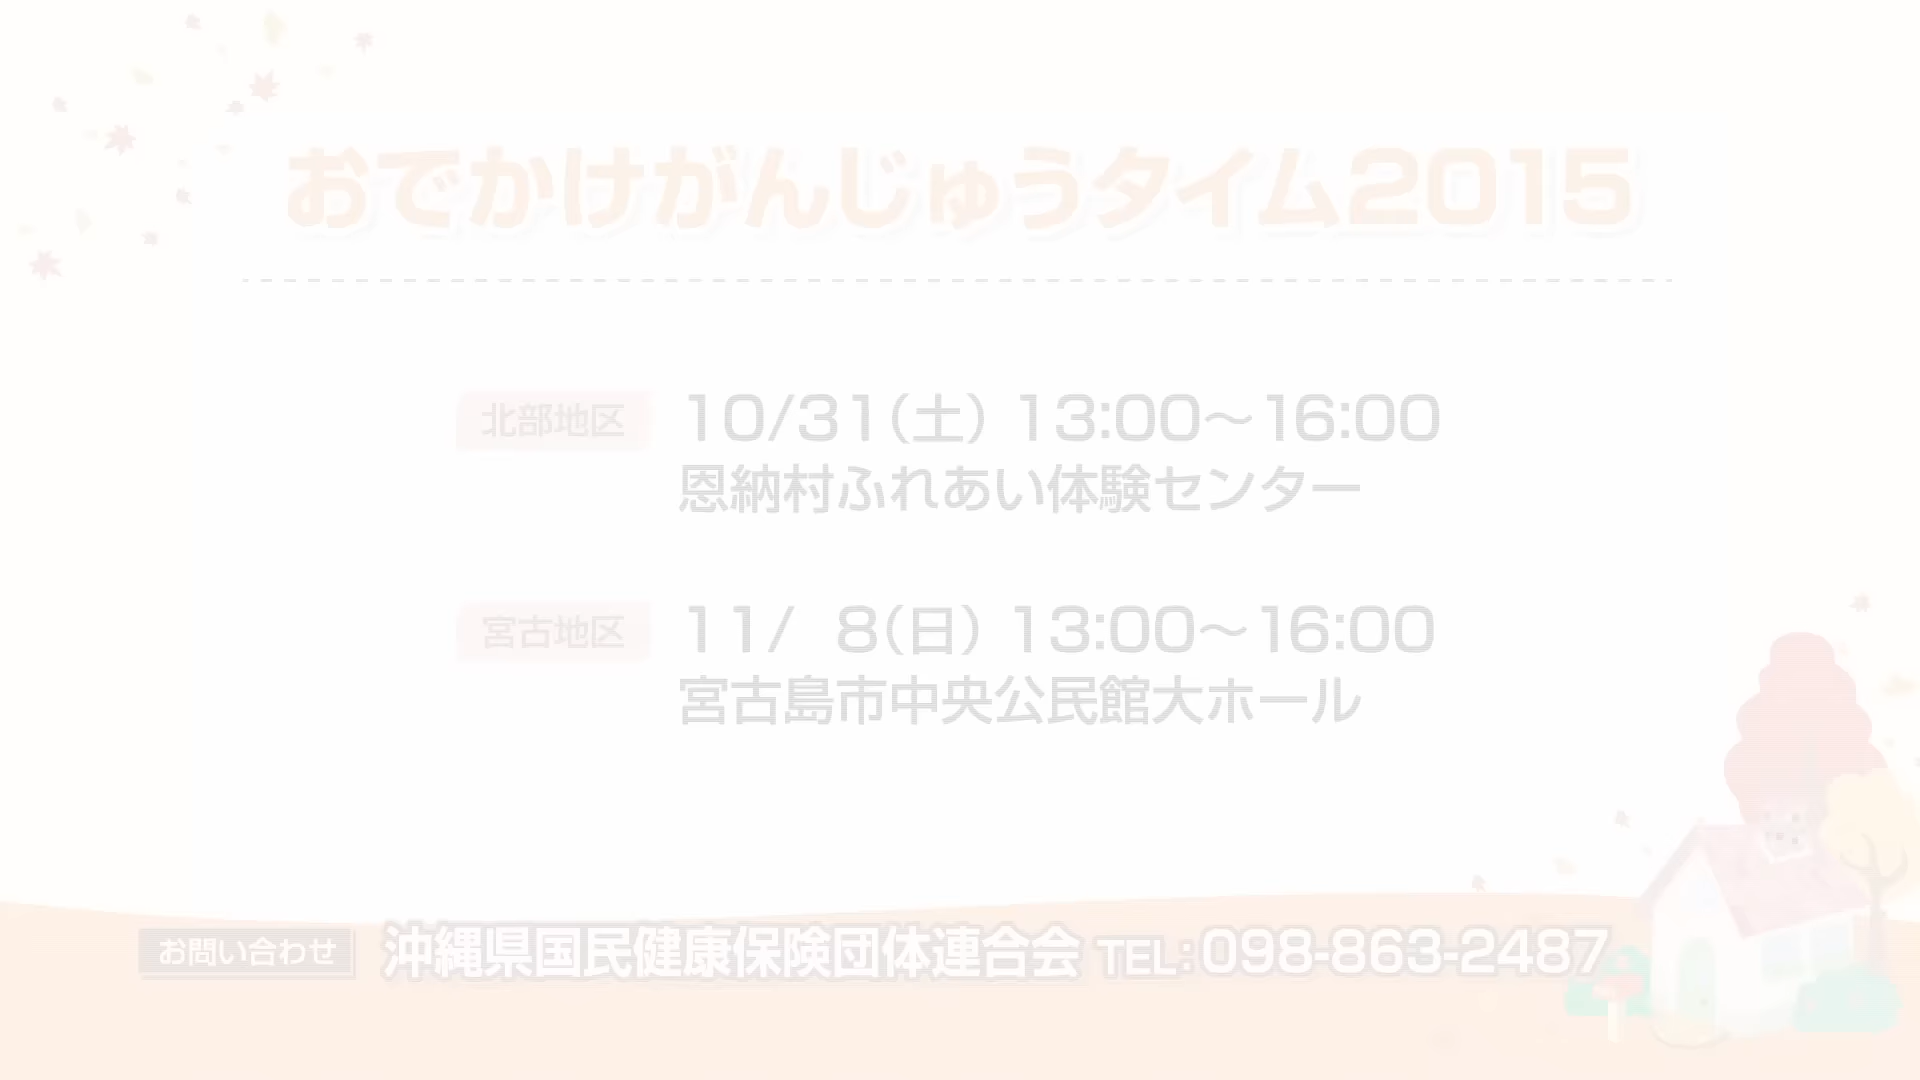 おでかけがんじゅうタイム2015
北部地区 10/31(土) 13:00～16:00
恩納村ふれあい体験センター
宮古地区 11/ 8(日) 13:00～16:00
宮古島市中央公民館大ホール
お問い合わせ 沖縄県国民健康保険団体連合会 TEL:098-863-2487